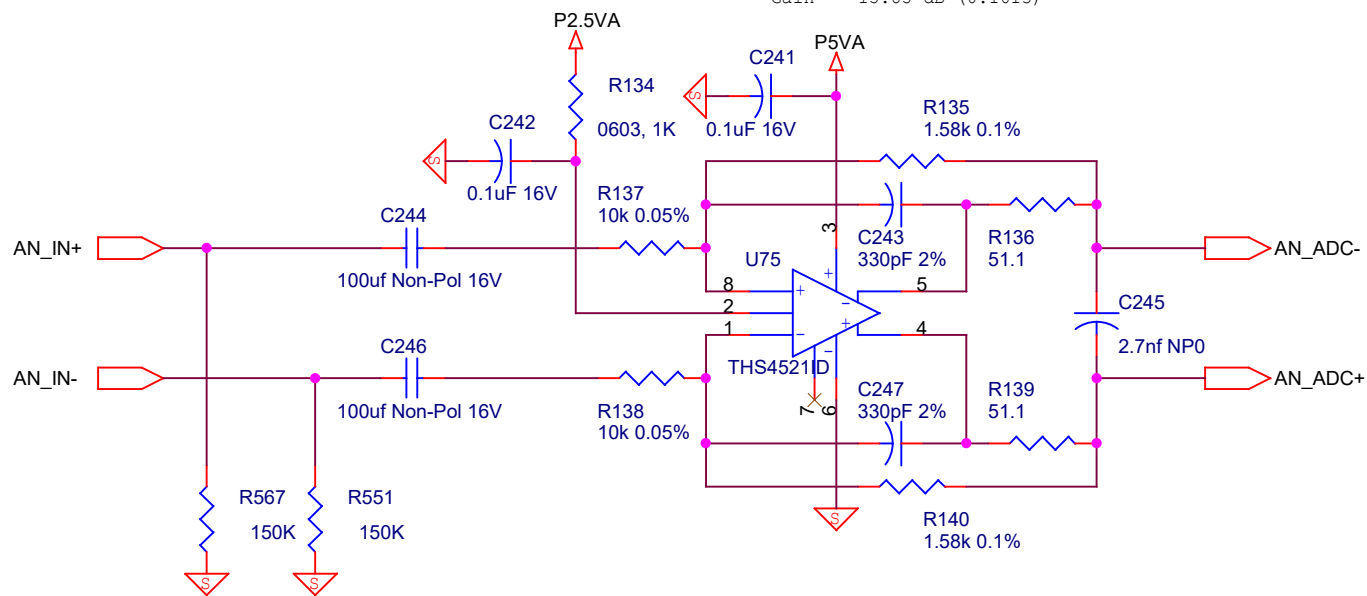 P2.5VA
P5VA
C241
R134
0603, 1K
0.1uF 16V
R135
1.58k 0.1%
C242
S
S
0.1uF 16V
R137
10k 0.05%
C244
AN_IN+
100uf Non-Pol 16V
3
C243
330pF 2%
R136
51.1
AN_ADC-
U75
8
2
1
5
4
C245
2.7nf NP0
C246
AN_IN-
100uf Non-Pol 16V
THS4521ID
R138
10k 0.05%
7
6
C247
330pF 2%
R139
51.1
AN_ADC+
R567
150K
R551
150K
R140
1.58k 0.1%
S
S
S